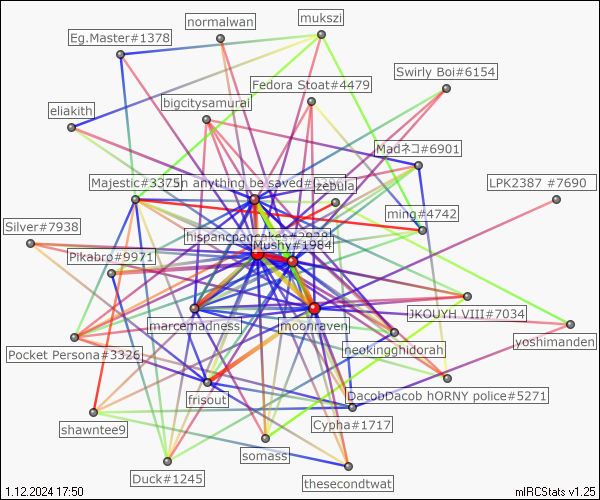 normalwan
mukszi
Eg.Master#1378
Swirly Boi#6154
Fedora Stoat#4479
bigcitysamurai
eliakith
Madネコ#6901
Majestic#3375
n anything be saved#
zebula
LPK2387 #7690
ming#4742
Silver#7938
Mushy#1984
Pikabro#9971
JKOUYH VIII#7034
marcemadness
moonraven
yoshimanden
neokingghidorah
Pocket Persona#3326
DacobDacob hORNY police#5271
frisout
Cypha#1717
shawntee9
somass
Duck#1245
thesecondtwat
1.12.2024 17:50
mIRCStats v1.25